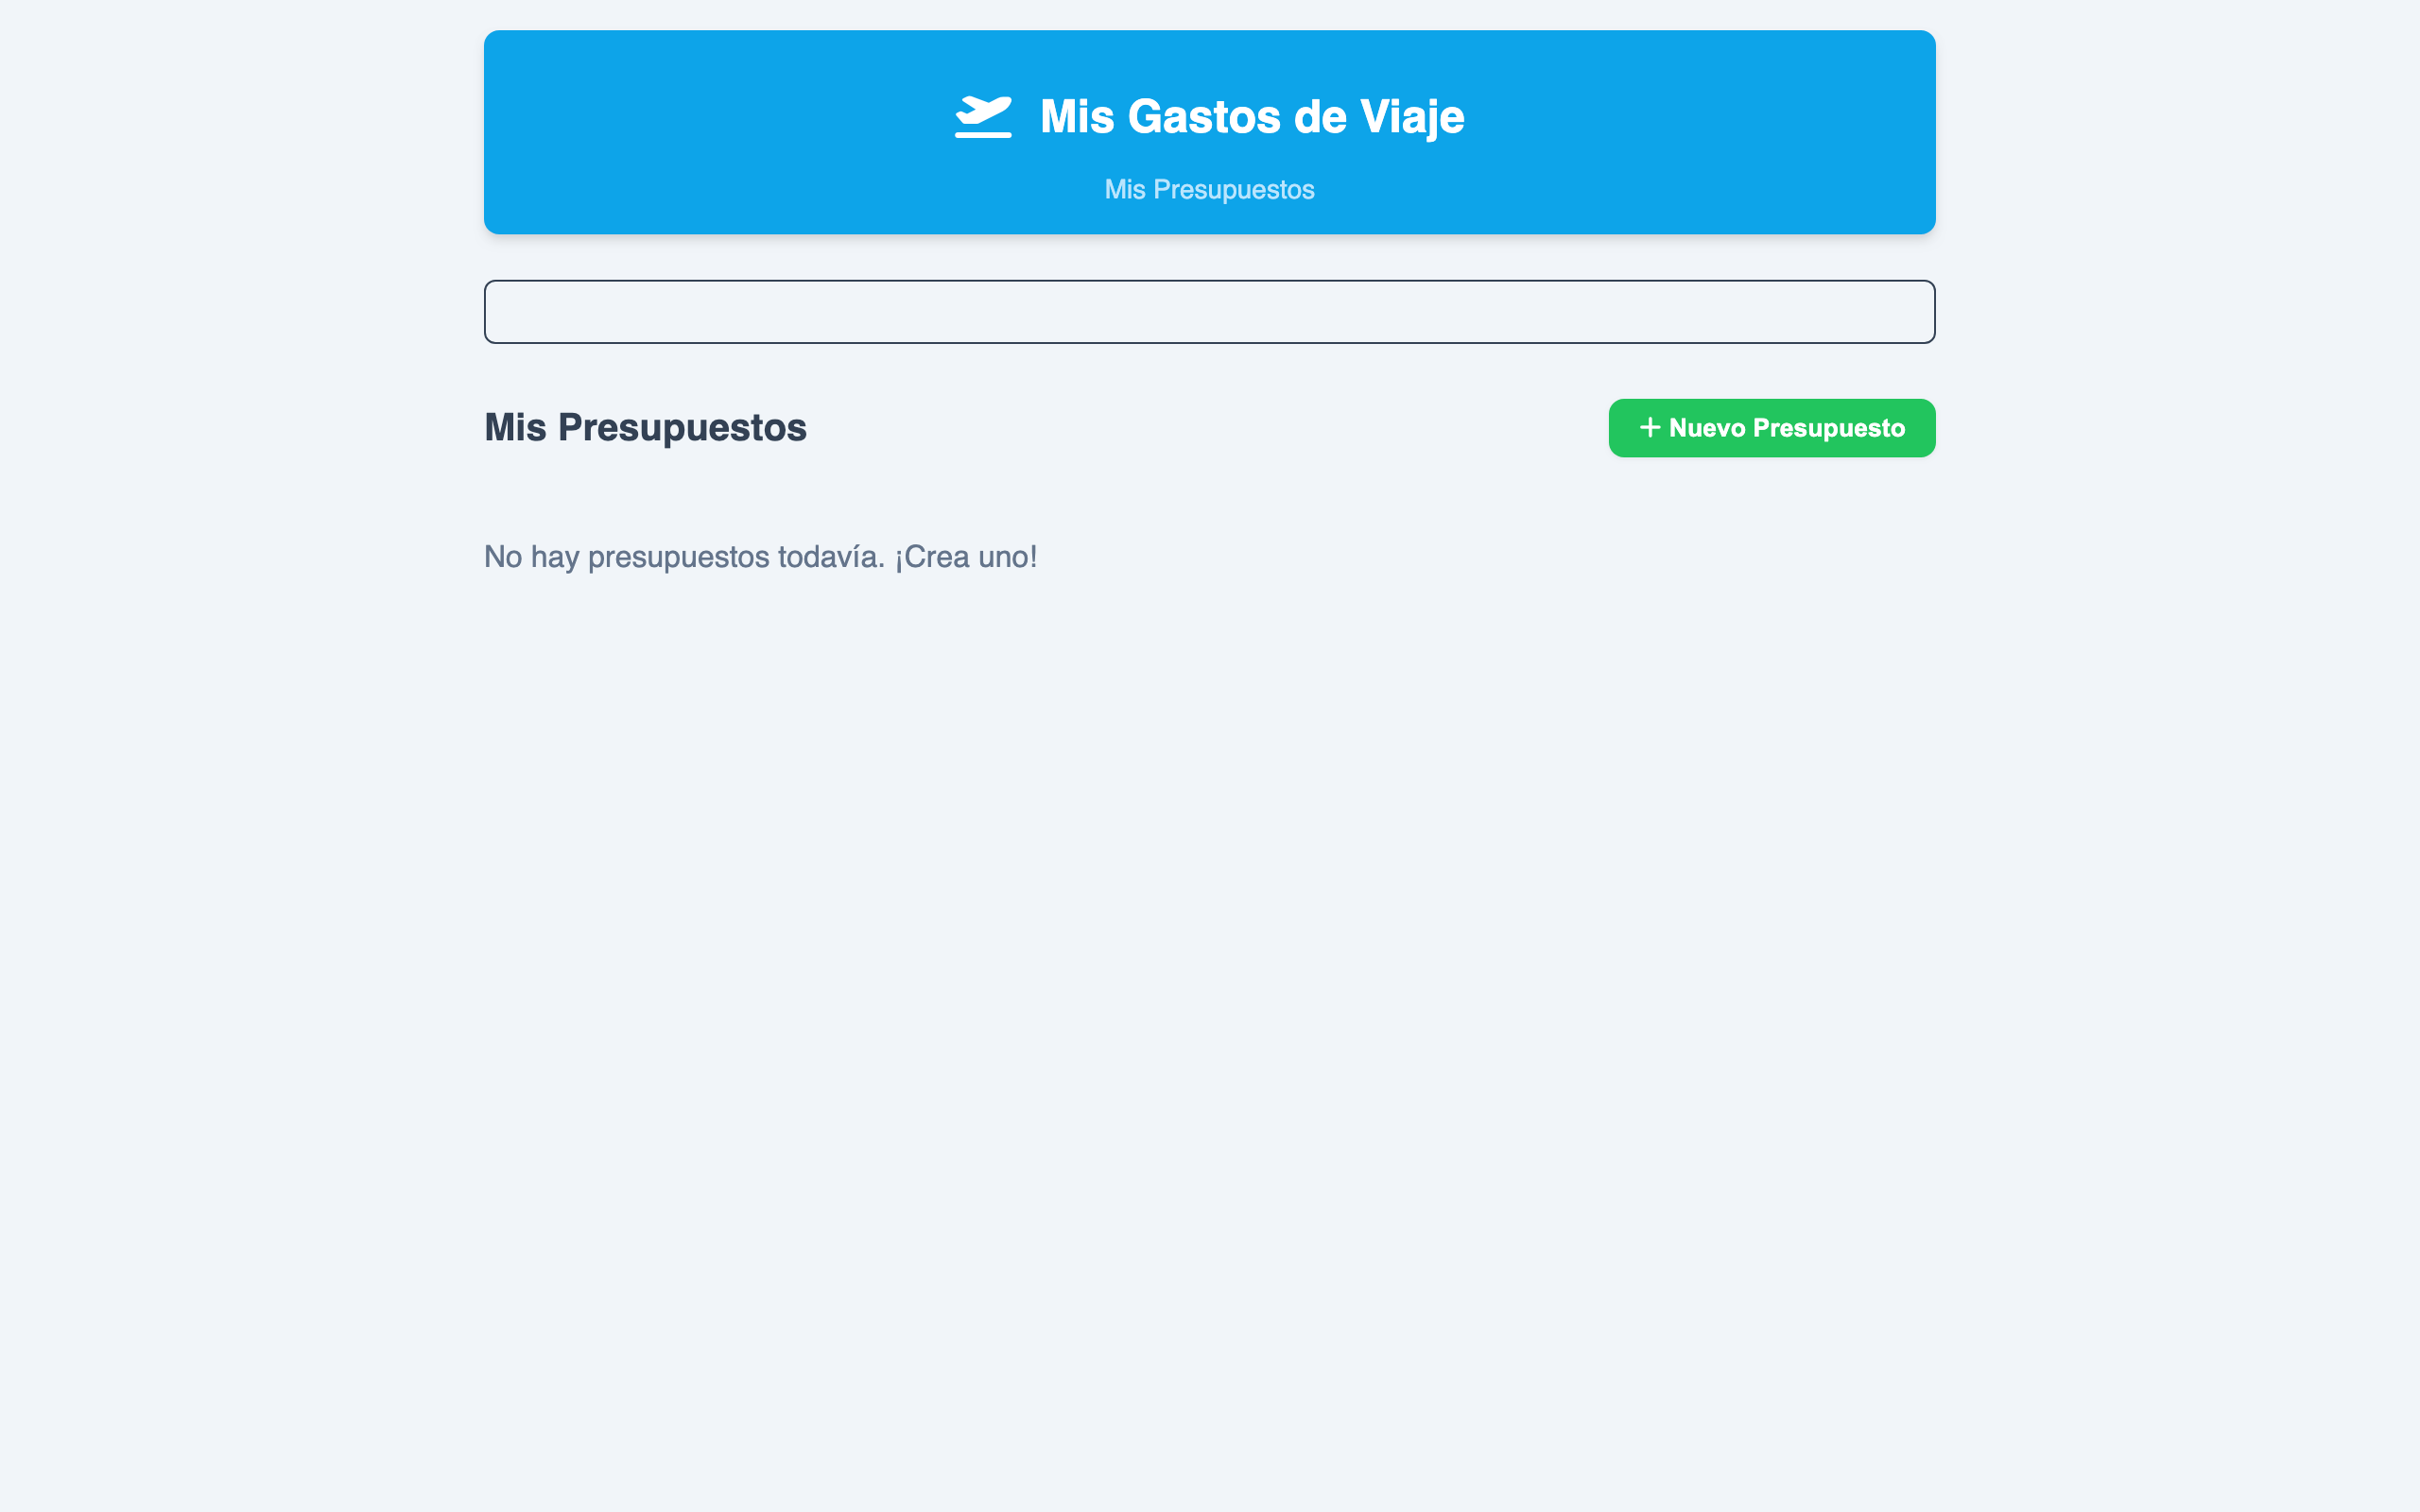 Mis Gastos de Viaje
Mis Presupuestos
Mis Presupuestos
+ Nuevo Presupuesto
No hay presupuestos todavía. ¡Crea uno!